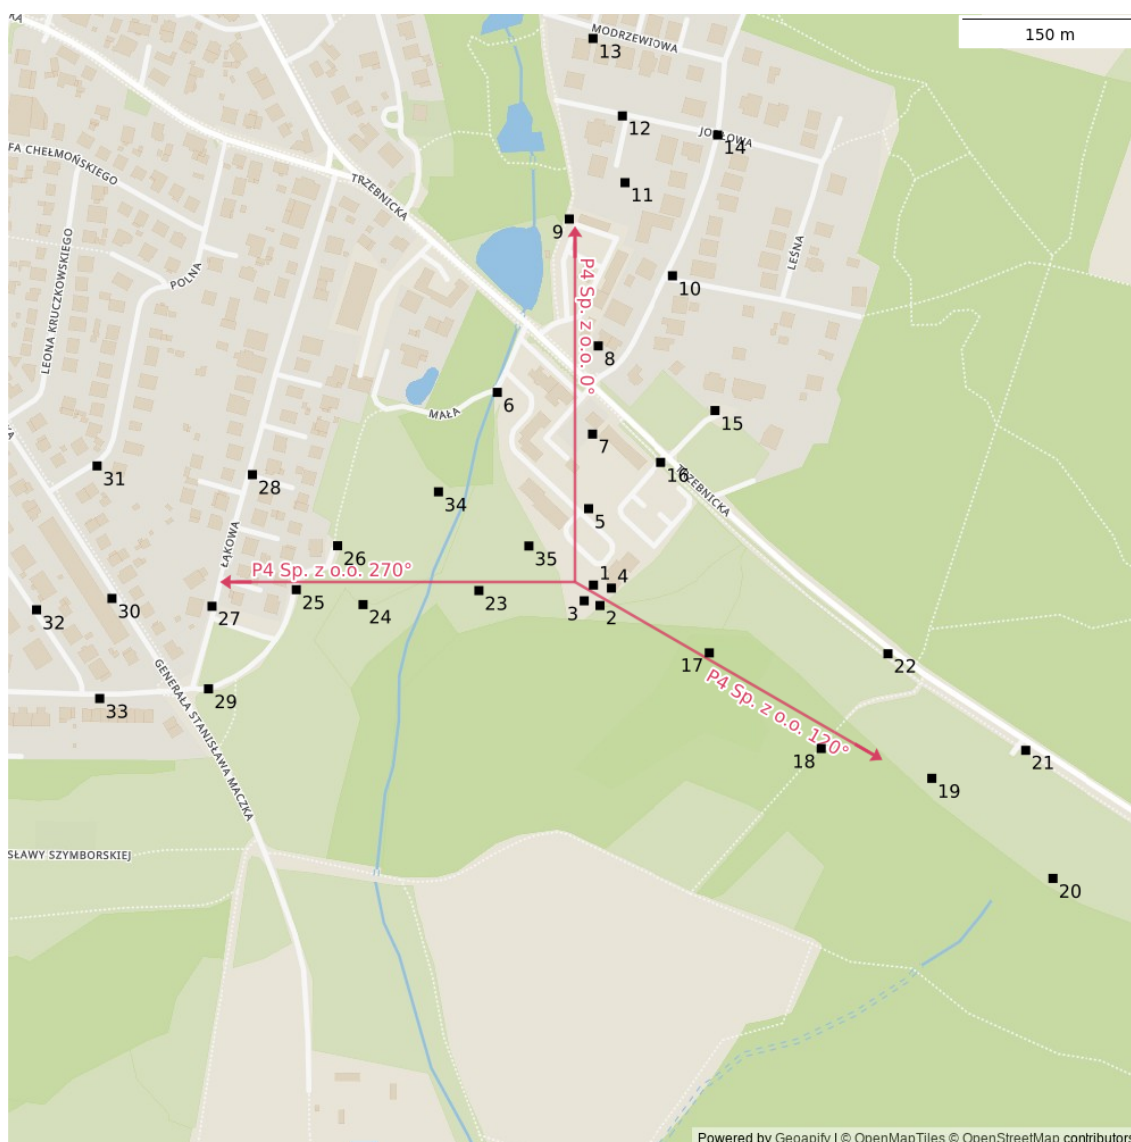 KA
MODRZEWIOWA
150 m
13
12
JODŁOWA
14
FA CHEŁMOŃSKIEGO
TRZEBNICKA
11
9
LEŚNA
LEONA KRUCZKOWSKIEGO
POLNA
P4 Sp. z o.o. 0°
10
8
MAŁA
6
15
7
31
28
16
TRZEBNICKA
34
5
ŁĄKOWA
26
35
P4 Sp. z o.o. 270°
1
4
25
23
3
2
24
27
30
32
17
22
GENERAŁA STANISŁAWA MACZKA
P4 Sp. z o.o. 120°
29
33
18
21
19
SŁAWY SZYMBORSKIEJ
20
Powered by Geoapify | © OpenMapTiles © OpenStreetMap contributors